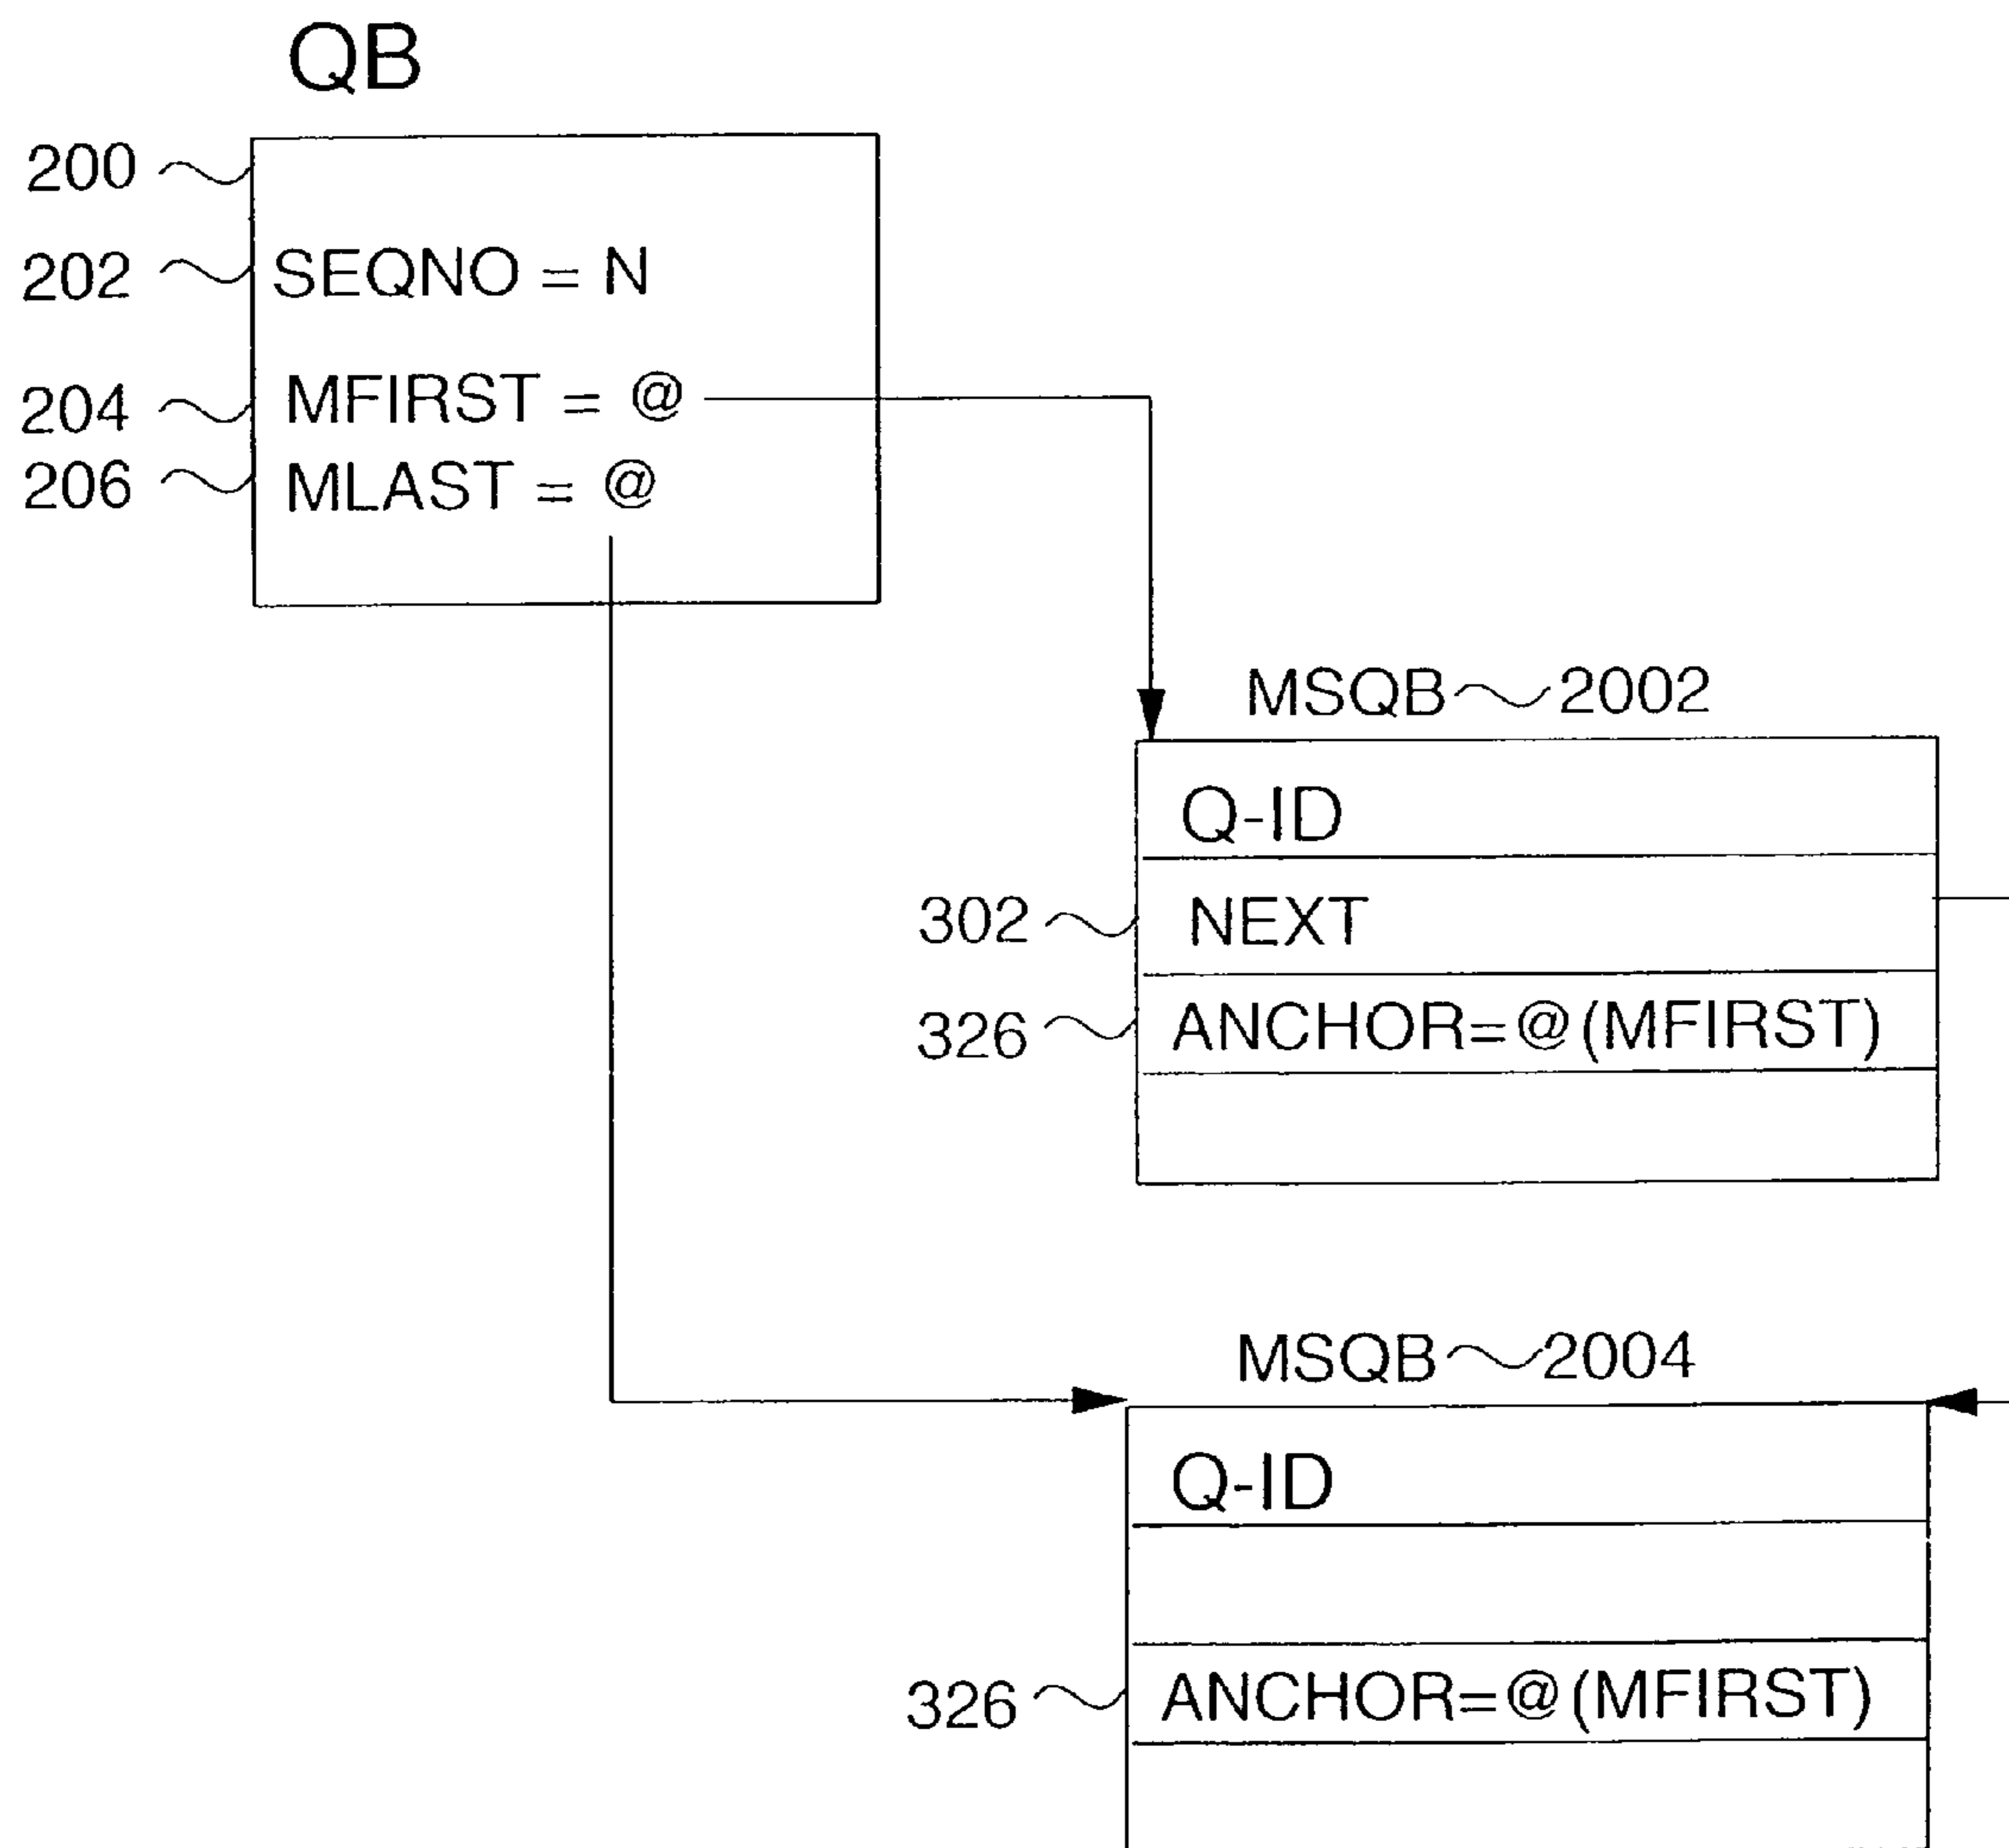 QB
200
202 SEQNO = N
204 MFIRST = @
206 MLAST = @
MSQB 2002
Q-ID
302 NEXT
326 ANCHOR=@(MFIRST)
MSQB 2004
Q-ID
326 ANCHOR=@(MFIRST)